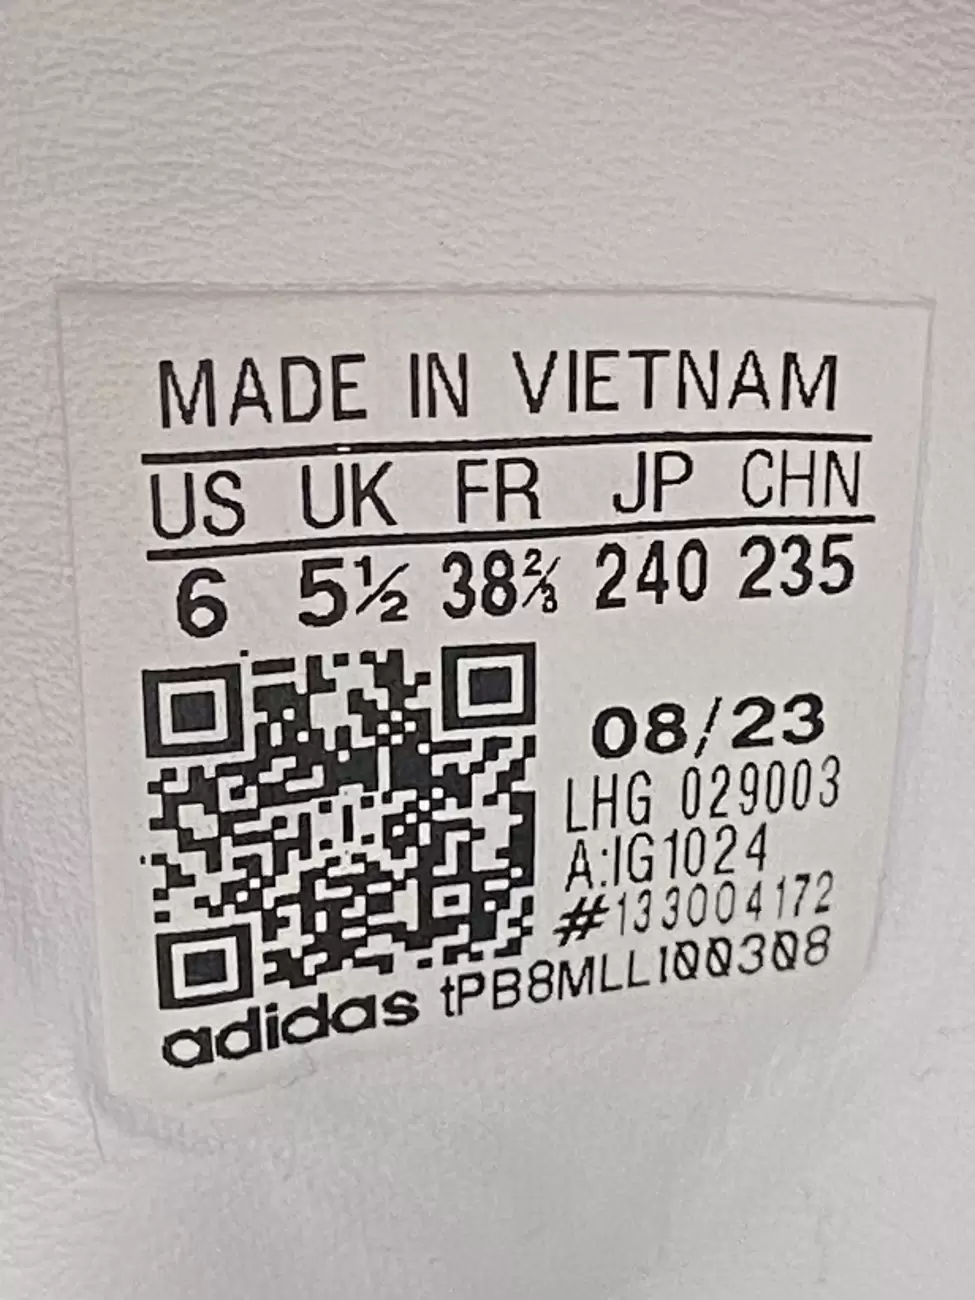 MADE IN VIETNAM
US UK FR JP CHN
6 5½ 38⅔ 240 235
08/23
LHG 029003
A:IG1024
#133004172
adidas tPB8MLLI00308